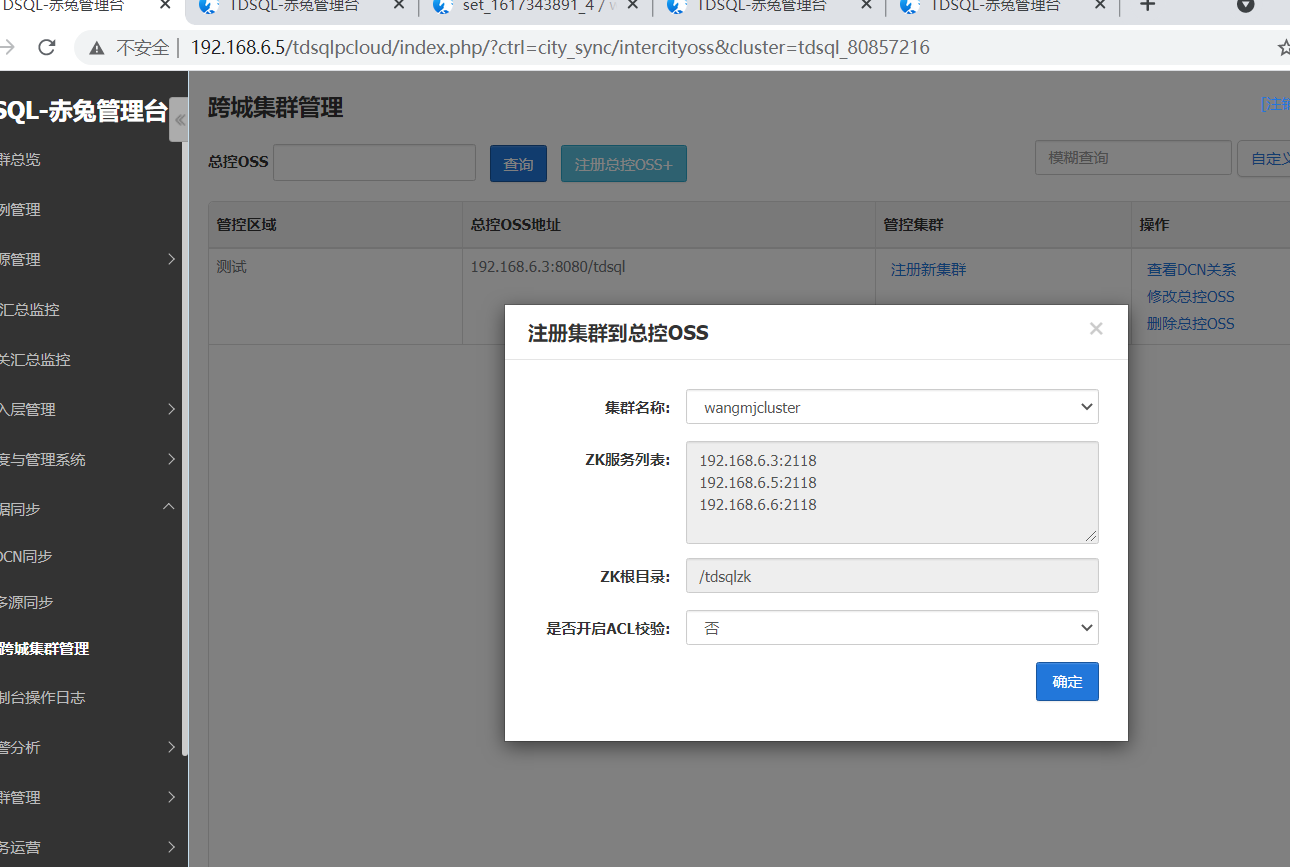 DSQL-赤兔管理台
TDSQL-赤兔管理台
set_1617343891_4 /
TDSQL-赤兔管理台
TDSQL-赤兔管理台
不安全 | 192.168.6.5/tdsqlpcloud/index.php/?ctrl=city_sync/intercityoss&cluster=tdsql_80857216
SQL-赤兔管理台
群总览
例管理
源管理
汇总监控
关汇总监控
入层管理
度与管理系统
据同步
DCN同步
多源同步
跨城集群管理
制台操作日志
警分析
群管理
务运营
跨城集群管理
[注销
总控OSS
查询
注册总控OSS+
模糊查询
自定义
管控区域
总控OSS地址
管控集群
操作
测试
192.168.6.3:8080/tdsql
注册新集群
查看DCN关系
修改总控OSS
删除总控OSS
注册集群到总控OSS
×
集群名称:
wangmjcluster
ZK服务列表:
192.168.6.3:2118
192.168.6.5:2118
192.168.6.6:2118
ZK根目录:
/tdsqlzk
是否开启ACL校验:
否
确定